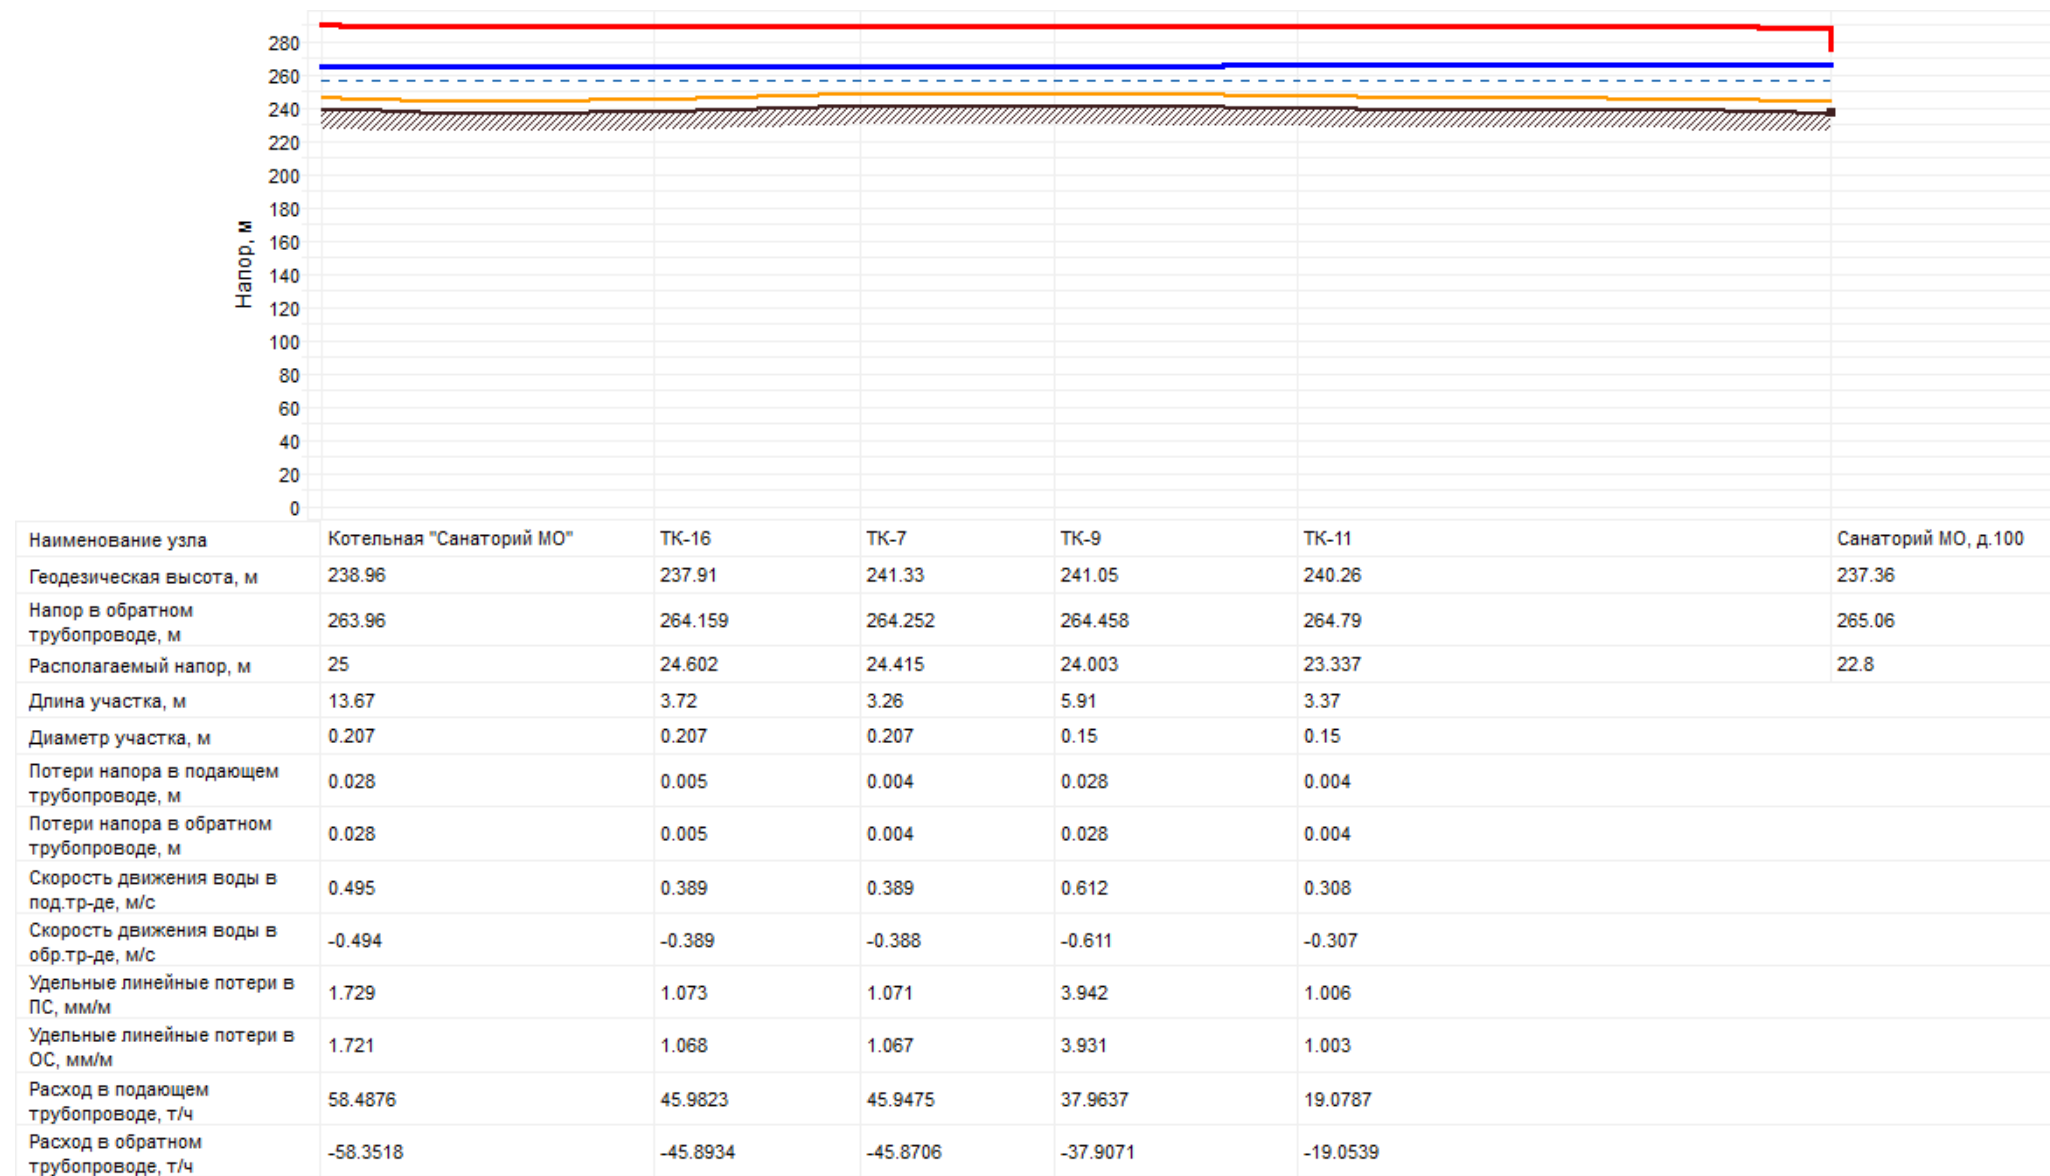 280
260
240
220
200
180
160
140
120
100
80
60
40
20
0
Напор, м
Наименование узла Котельная "Санаторий МО" ТК-16 ТК-7 ТК-9 ТК-11 Санаторий МО, д.100
Геодезическая высота, м 238.96 237.91 241.33 241.05 240.26 237.36
Напор в обратном
трубопроводе, м 263.96 264.159 264.252 264.458 264.79 265.06
Располагаемый напор, м 25 24.602 24.415 24.003 23.337 22.8
Длина участка, м 13.67 3.72 3.26 5.91 3.37
Диаметр участка, м 0.207 0.207 0.207 0.15 0.15
Потери напора в подающем
трубопроводе, м 0.028 0.005 0.004 0.028 0.004
Потери напора в обратном
трубопроводе, м 0.028 0.005 0.004 0.028 0.004
Скорость движения воды в
под.тр-де, м/с 0.495 0.389 0.389 0.612 0.308
Скорость движения воды в
обр.тр-де, м/с -0.494 -0.389 -0.388 -0.611 -0.307
Удельные линейные потери в
ПС, мм/м 1.729 1.073 1.071 3.942 1.006
Удельные линейные потери в
ОС, мм/м 1.721 1.068 1.067 3.931 1.003
Расход в подающем
трубопроводе, т/ч 58.4876 45.9823 45.9475 37.9637 19.0787
Расход в обратном
трубопроводе, т/ч -58.3518 -45.8934 -45.8706 -37.9071 -19.0539